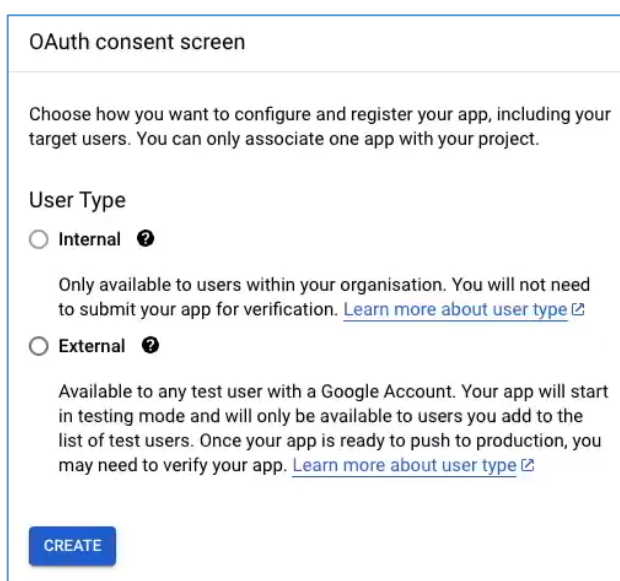 OAuth consent screen
Choose how you want to configure and register your app, including your
target users. You can only associate one app with your project.
User Type
Internal
Only available to users within your organisation. You will not need
to submit your app for verification. Learn more about user type
External
Available to any test user with a Google Account. Your app will start
in testing mode and will only be available to users you add to the
list of test users. Once your app is ready to push to production, you
may need to verify your app. Learn more about user type
CREATE